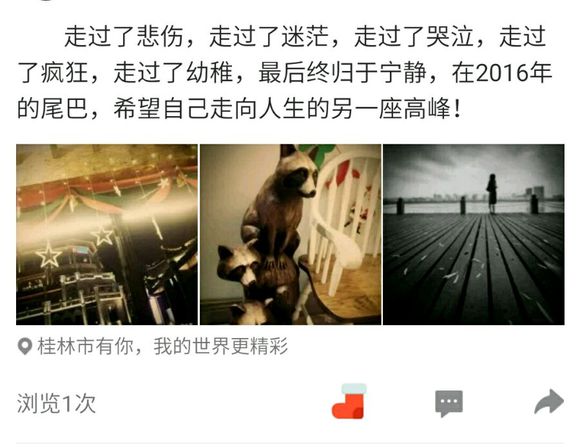 走过了悲伤，走过了迷茫，走过了哭泣，走过
了疯狂，走过了幼稚，最后终归于宁静，在2016年
的尾巴，希望自己走向人生的另一座高峰！
桂林市有你，我的世界更精彩
浏览1次